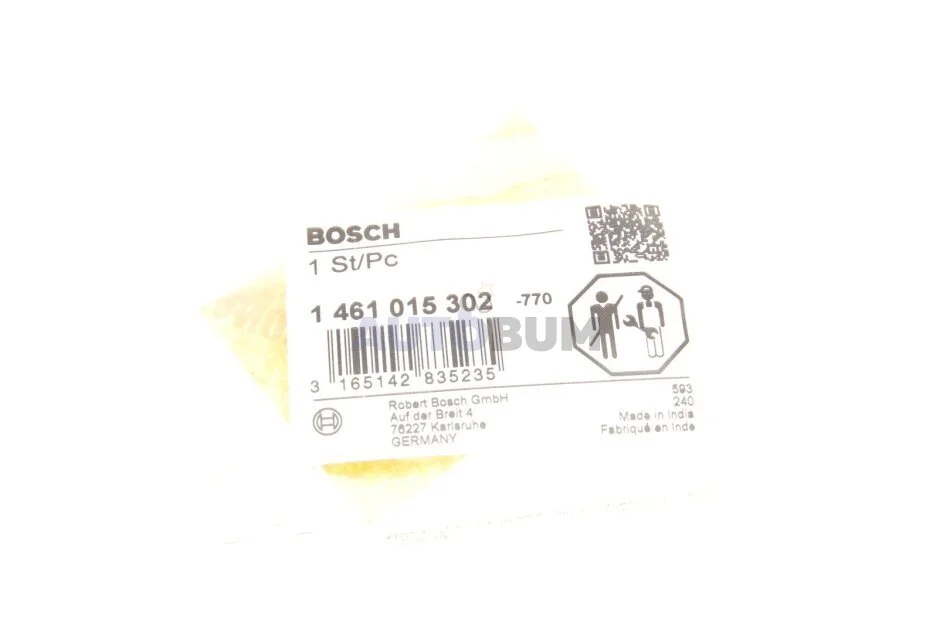 BOSCH
1 St/Pc
1 461 015 302 -770
AUTOBUM
3 165142 835235
Robert Bosch GmbH
Auf der Breit 4
76227 Karlsruhe
GERMANY
593
240
Made in India
Fabriqué en Inde